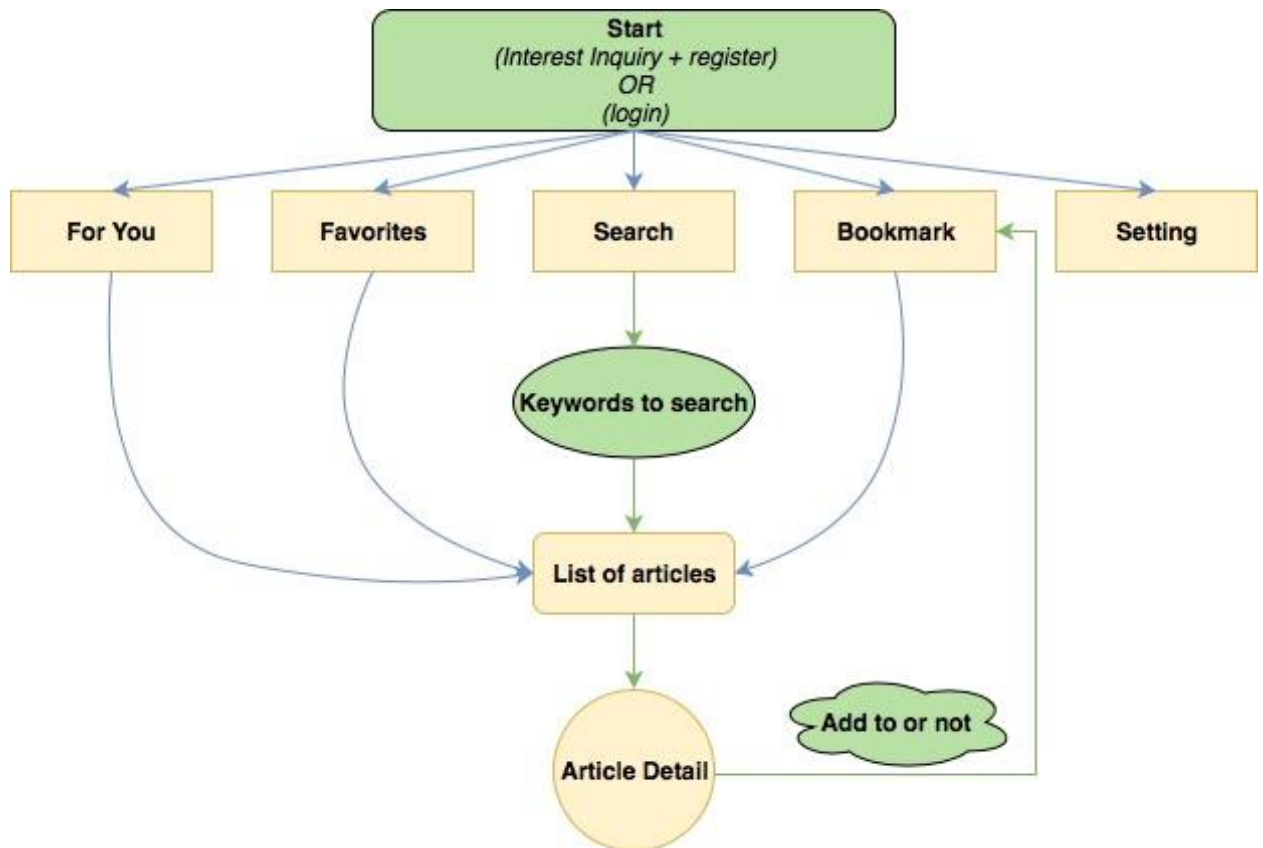 Start
(Interest Inquiry + register)
OR
(login)
For You
Favorites
Search
Bookmark
Setting
Keywords to search
List of articles
Add to or not
Article Detail